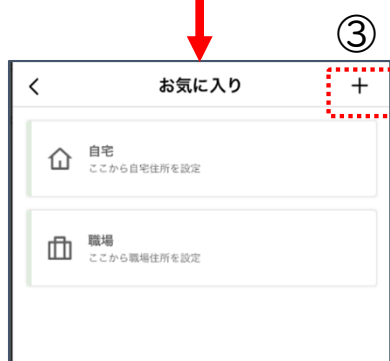 ③
お気に入り
自宅
ここから自宅住所を設定
職場
ここから職場住所を設定